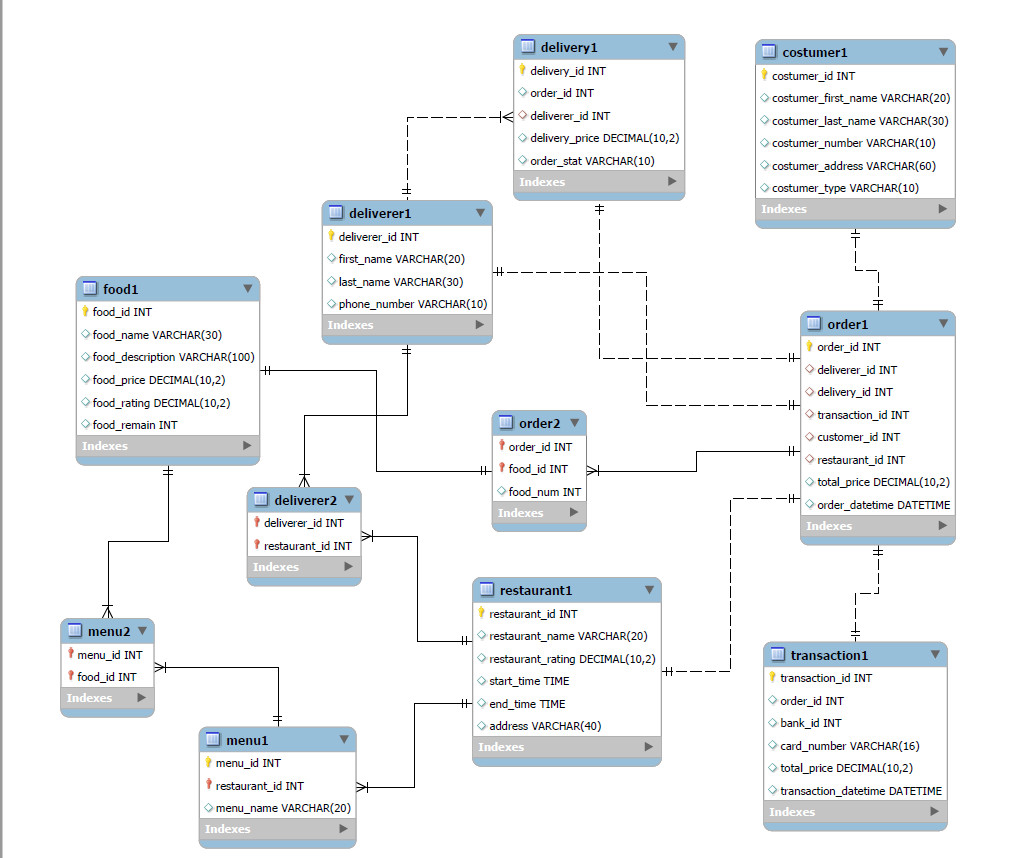 delivery1
delivery_id INT
order_id INT
deliverer_id INT
delivery_price DECIMAL(10,2)
order_stat VARCHAR(10)
Indexes
costumer1
costumer_id INT
costumer_first_name VARCHAR(20)
costumer_last_name VARCHAR(30)
costumer_number VARCHAR(10)
costumer_address VARCHAR(60)
costumer_type VARCHAR(10)
Indexes
deliverer1
deliverer_id INT
first_name VARCHAR(20)
last_name VARCHAR(30)
phone_number VARCHAR(10)
Indexes
food1
food_id INT
food_name VARCHAR(30)
food_description VARCHAR(100)
food_price DECIMAL(10,2)
food_rating DECIMAL(10,2)
food_remain INT
Indexes
order1
order_id INT
deliverer_id INT
delivery_id INT
transaction_id INT
customer_id INT
restaurant_id INT
total_price DECIMAL(10,2)
order_datetime DATETIME
Indexes
order2
order_id INT
food_id INT
food_num INT
Indexes
deliverer2
deliverer_id INT
restaurant_id INT
Indexes
restaurant1
restaurant_id INT
restaurant_name VARCHAR(20)
restaurant_rating DECIMAL(10,2)
start_time TIME
end_time TIME
address VARCHAR(40)
Indexes
menu2
menu_id INT
food_id INT
Indexes
transaction1
transaction_id INT
order_id INT
bank_id INT
card_number VARCHAR(16)
total_price DECIMAL(10,2)
transaction_datetime DATETIME
Indexes
menu1
menu_id INT
restaurant_id INT
menu_name VARCHAR(20)
Indexes